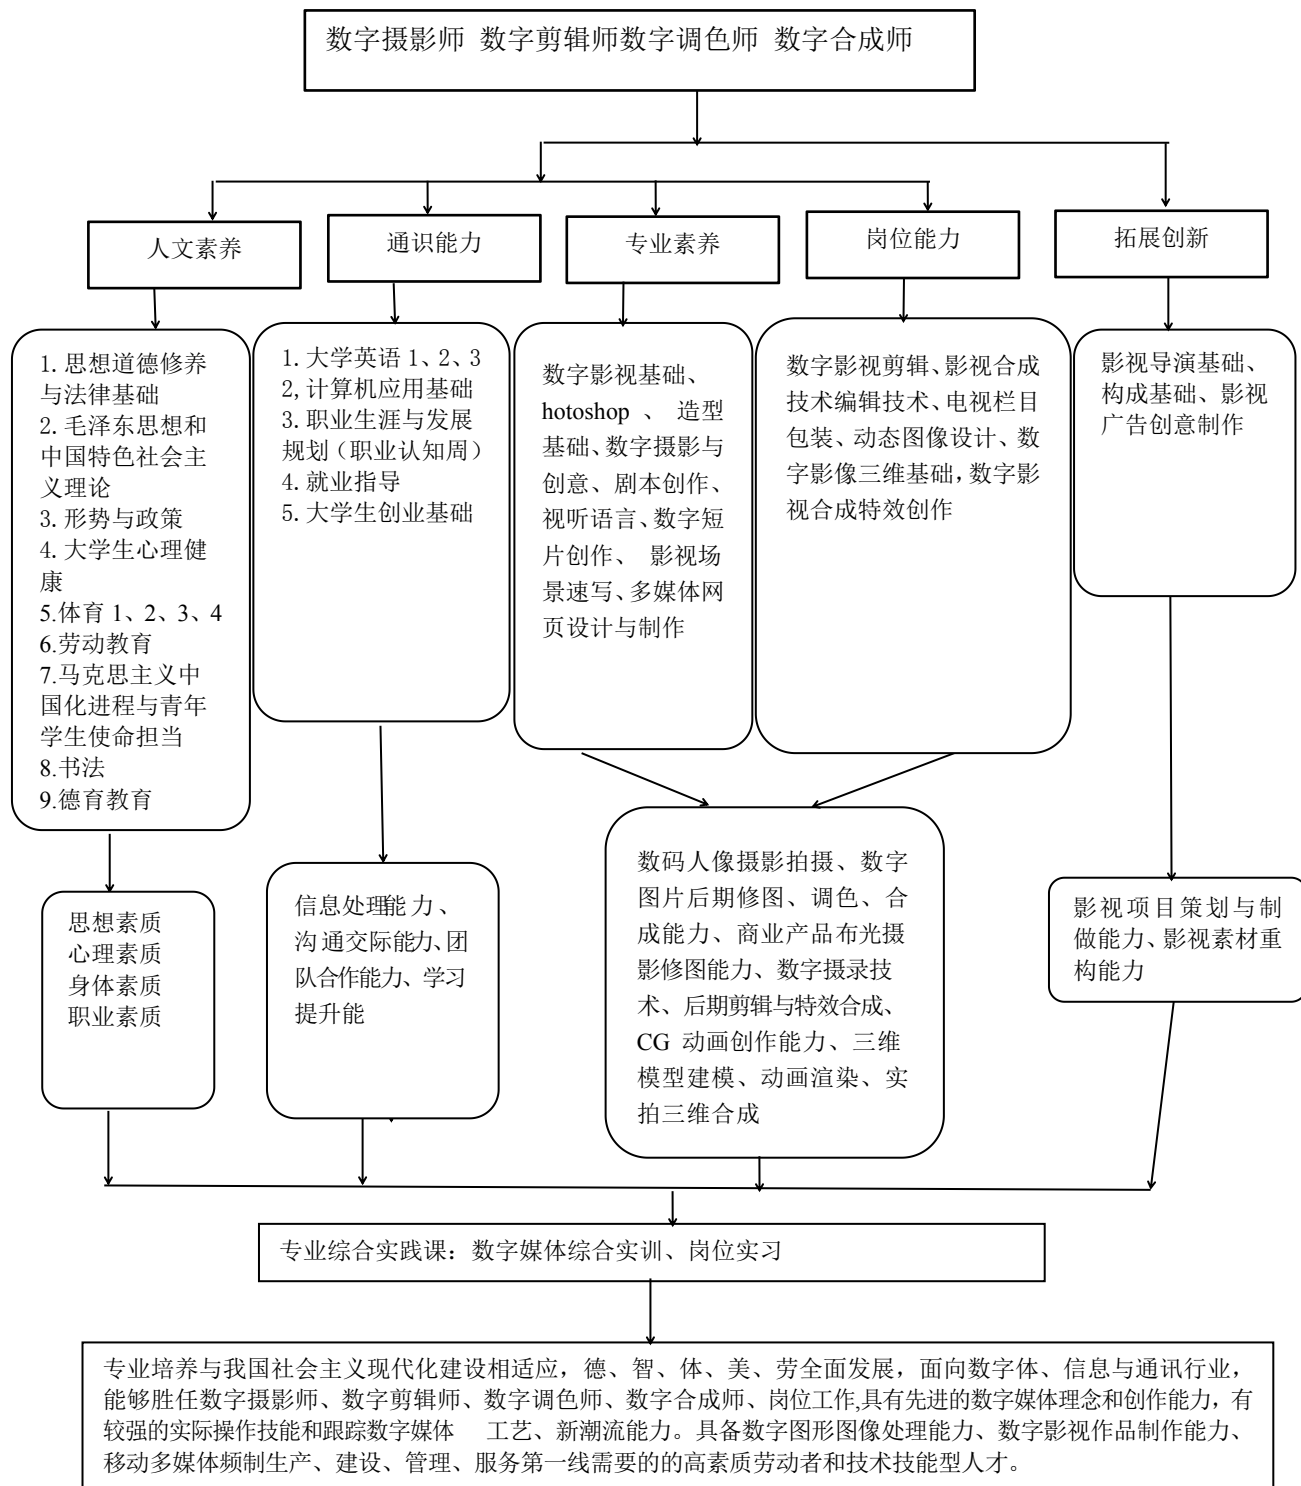 数字摄影师 数字剪辑师数字调色师 数字合成师
人文素养
通识能力
专业素养
岗位能力
拓展创新
1.思想道德修养
与法律基础
2.毛泽东思想和
中国特色社会主
义理论
3.形势与政策
4.大学生心理健
康
5.体育 1、2、3、4
6.劳动教育
7.马克思主义中
国化进程与青年
学生使命担当
8.书法
9.德育教育
1.大学英语 1、2、3
2,计算机应用基础
3.职业生涯与发展
规划（职业认知周）
4.就业指导
5.大学生创业基础
数字影视基础、
hotoshop 、造型
基础、数字摄影与
创意、剧本创作、
视听语言、数字短
片创作、 影视场
景速写、多媒体网
页设计与制作
数字影视剪辑、影视合成
技术编辑技术、电视栏目
包装、动态图像设计、数
字影像三维基础，数字影
视合成特效创作
影视导演基础、
构成基础、影视
广告创意制作
思想素质
心理素质
身体素质
职业素质
信息处理能力、
沟通交际能力、团
队合作能力、学习
提升能
数码人像摄影拍摄、数字
图片后期修图、调色、合
成能力、商业产品布光摄
影修图能力、数字摄录技
术、后期剪辑与特效合成、
CG 动画创作能力、三维
模型建模、动画渲染、实
拍三维合成
影视项目策划与制
做能力、影视素材重
构能力
专业综合实践课：数字媒体综合实训、岗位实习
专业培养与我国社会主义现代化建设相适应，德、智、体、美、劳全面发展，面向数字体、信息与通讯行业，
能够胜任数字摄影师、数字剪辑师、数字调色师、数字合成师、岗位工作,具有先进的数字媒体理念和创作能力，有
较强的实际操作技能和跟踪数字媒体 工艺、新潮流能力。具备数字图形图像处理能力、数字影视作品制作能力、
移动多媒体频制生产、建设、管理、服务第一线需要的的高素质劳动者和技术技能型人才。